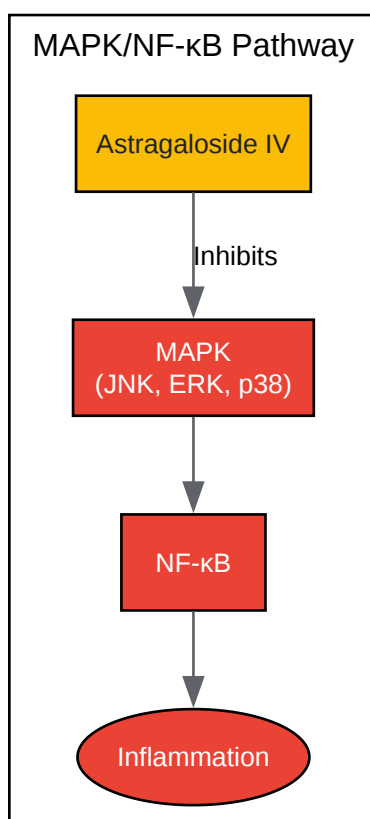 MAPK/NF-κB Pathway
Astragaloside IV
Inhibits
MAPK
(JNK, ERK, p38)
NF-κB
Inflammation